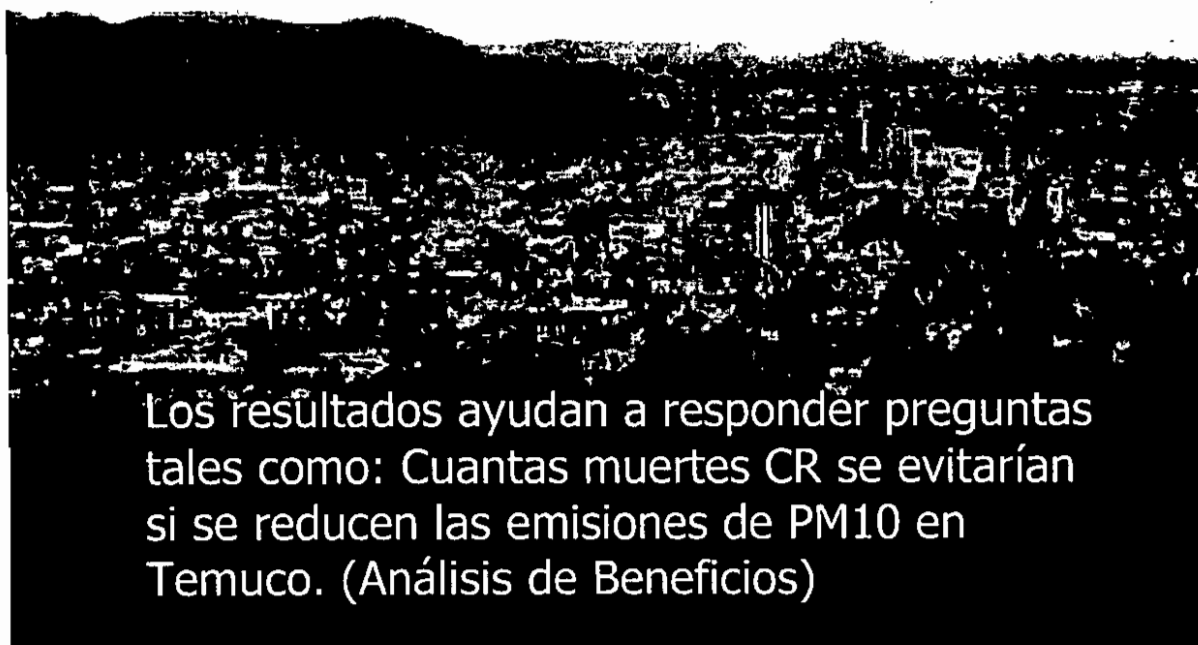 Los resultados ayudan a responder preguntas
tales como: Cuantas muertes CR se evitarían
si se reducen las emisiones de PM10 en
Temuco. (Análisis de Beneficios)